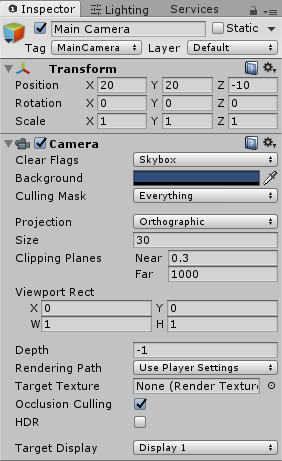 Inspector Lighting Services
Main Camera Static
Tag MainCamera Layer Default
Transform
Position X 20 Y 20 Z -10
Rotation X 0 Y 0 Z 0
Scale X 1 Y 1 Z 1
Camera
Clear Flags Skybox
Background
Culling Mask Everything
Projection Orthographic
Size 30
Clipping Planes Near 0.3
Far 1000
Viewport Rect
X 0 Y 0
W 1 H 1
Depth -1
Rendering Path Use Player Settings
Target Texture None (Render Texture
Occlusion Culling
HDR
Target Display Display 1